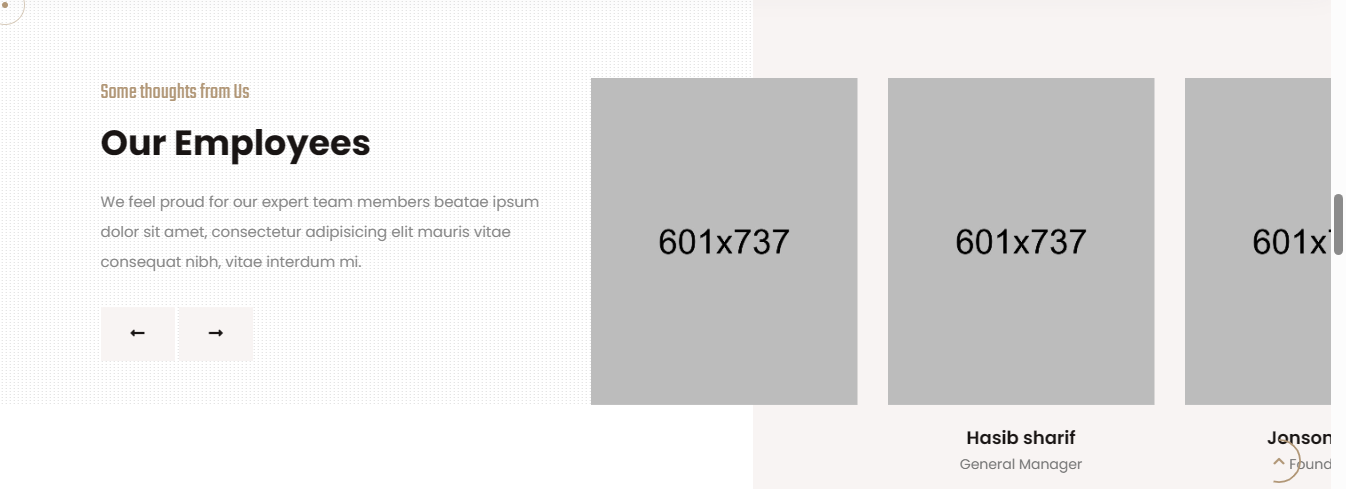 Some thoughts from Us
Our Employees
We feel proud for our expert team members beatae ipsum
dolor sit amet, consectetur adipisicing elit mauris vitae
consequat nibh, vitae interdum mi.
601x737
601x737
601x7
Hasib sharif
General Manager
Jonson
Found